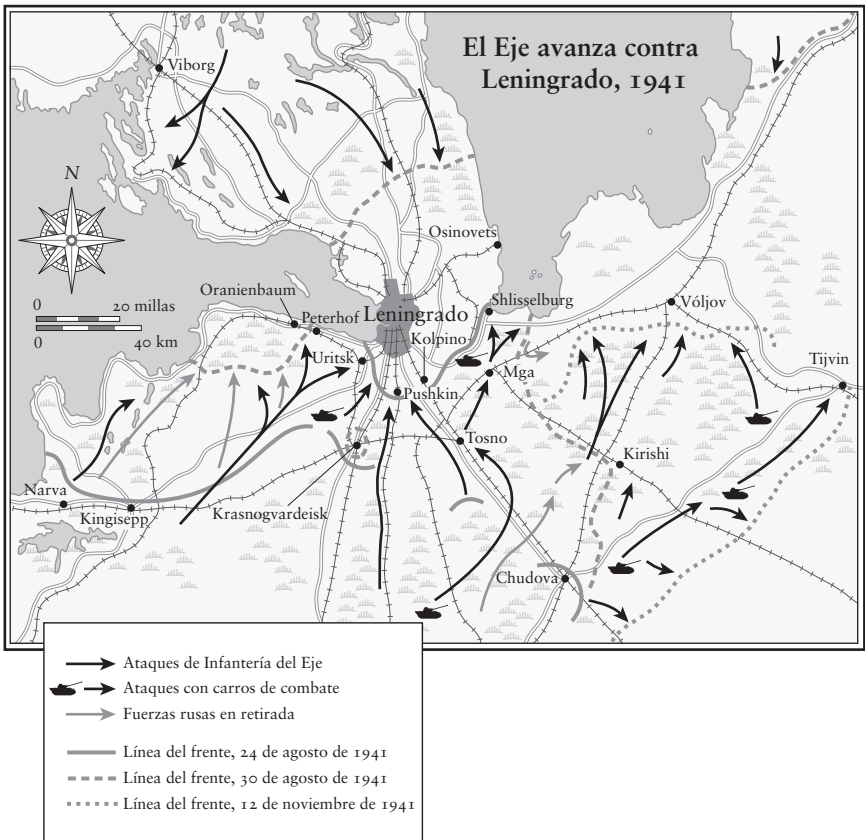 El Eje avanza contra
Leningrado, 1941
Viborg
N
Osinovets
0 20 millas
0 40 km
Oranienbaum
Peterhof
Leningrado
Shlisselburg
Vóljov
Kolpino
Uritsk
Mga
Tijvin
Pushkin
Tosno
Kirishi
Narva
Kingisepp
Krasnogvardeisk
Chudova
Ataques de Infantería del Eje
Ataques con carros de combate
Fuerzas rusas en retirada
Línea del frente, 24 de agosto de 1941
Línea del frente, 30 de agosto de 1941
Línea del frente, 12 de noviembre de 1941